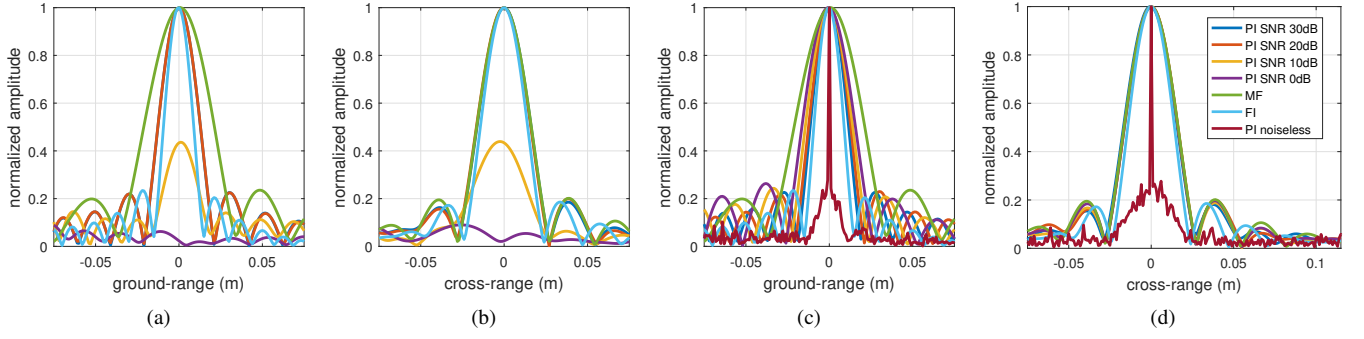 1
0.8
0.6
0.4
0.2
0
normalized amplitude
-0.05 0 0.05
ground-range (m)
(a)
1
0.8
0.6
0.4
0.2
0
normalized amplitude
-0.05 0 0.05
cross-range (m)
(b)
1
0.8
0.6
0.4
0.2
0
normalized amplitude
-0.05 0 0.05
ground-range (m)
(c)
1
0.8
0.6
0.4
0.2
0
normalized amplitude
PI SNR 30dB
PI SNR 20dB
PI SNR 10dB
PI SNR 0dB
MF
FI
PI noiseless
-0.05 0 0.05 0.1
cross-range (m)
(d)